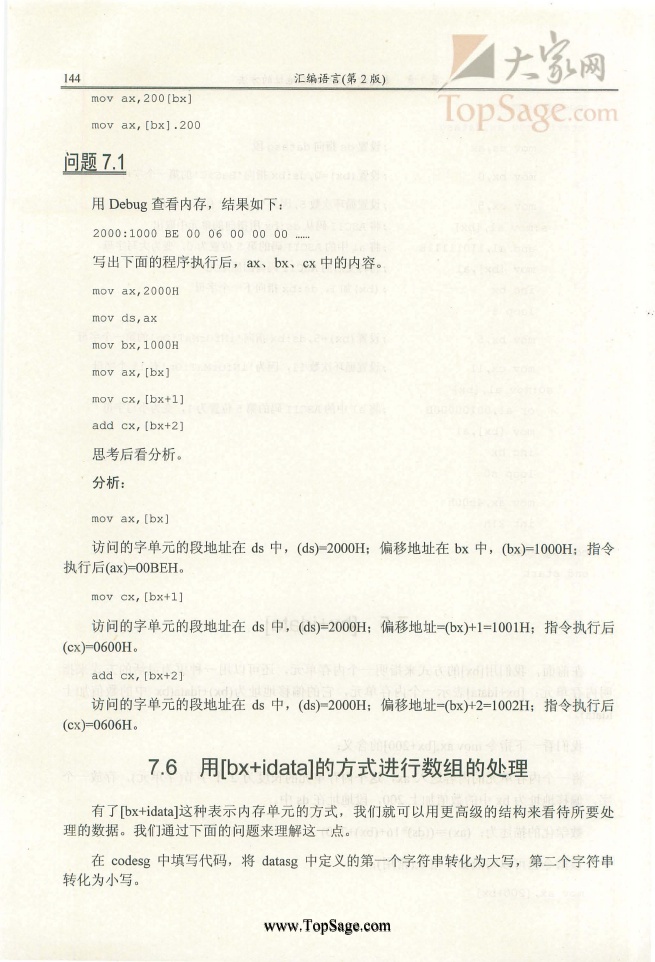 144
汇编语言(第 2 版)
大家网
TopSage.com
mov ax,200[bx]
mov ax,[bx].200
问题 7.1
用 Debug 查看内存，结果如下：
2000:1000 BE 00 06 00 00 00 ……
写出下面的程序执行后，ax、bx、cx 中的内容。
mov ax,2000H
mov ds,ax
mov bx,1000H
mov ax,[bx]
mov cx,[bx+1]
add cx,[bx+2]
思考后看分析。
分析：
mov ax,[bx]
访问的字单元的段地址在 ds 中，(ds)=2000H；偏移地址在 bx 中，(bx)=1000H；指令
执行后(ax)=00BEH。
mov cx,[bx+1]
访问的字单元的段地址在 ds 中，(ds)=2000H；偏移地址=(bx)+1=1001H；指令执行后
(cx)=0600H。
add cx,[bx+2]
访问的字单元的段地址在 ds 中，(ds)=2000H；偏移地址=(bx)+2=1002H；指令执行后
(cx)=0606H。
7.6 用[bx+idata]的方式进行数组的处理
有了[bx+idata]这种表示内存单元的方式，我们就可以用更高级的结构来看待所要处
理的数据。我们通过下面的问题来理解这一点。
在 codesg 中填写代码，将 datasg 中定义的第一个字符串转化为大写，第二个字符串
转化为小写。
www.TopSage.com